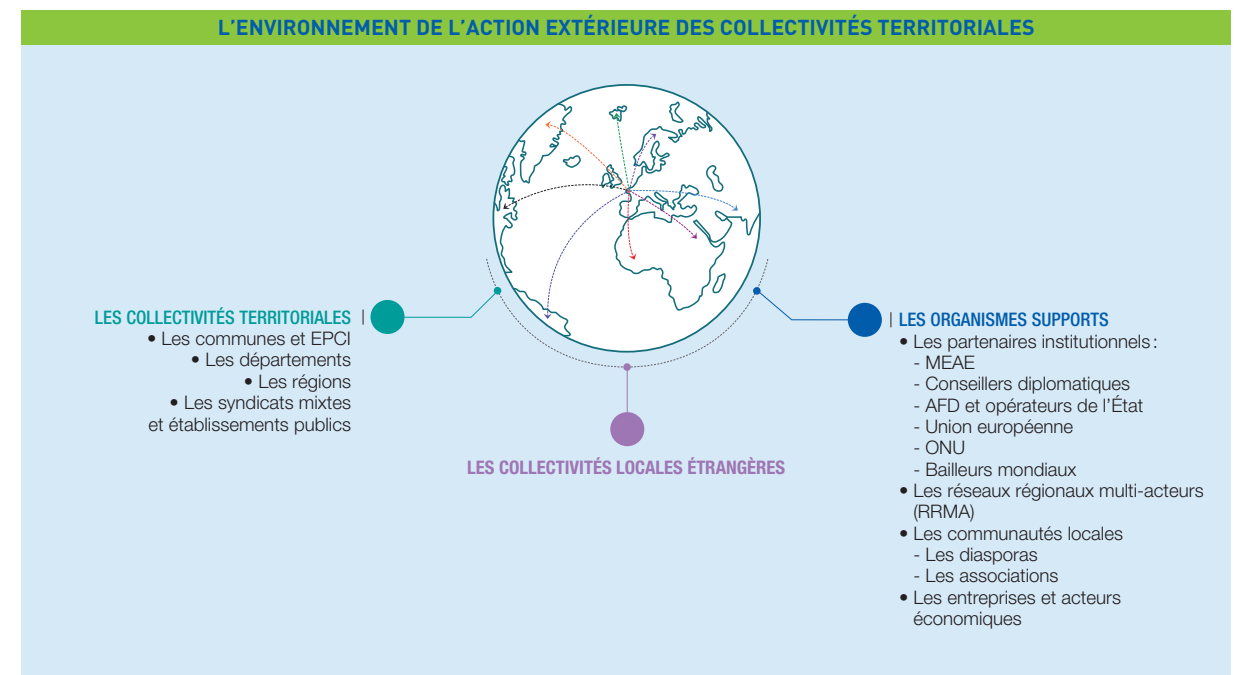 L’ENVIRONNEMENT DE L’ACTION EXTÉRIEURE DES COLLECTIVITÉS TERRITORIALES
LES COLLECTIVITÉS TERRITORIALES
• Les communes et EPCI
• Les départements
• Les régions
• Les syndicats mixtes
et établissements publics
LES COLLECTIVITÉS LOCALES ÉTRANGÈRES
LES ORGANISMES SUPPORTS
• Les partenaires institutionnels :
- MEAE
- Conseillers diplomatiques
- AFD et opérateurs de l’État
- Union européenne
- ONU
- Bailleurs mondiaux
• Les réseaux régionaux multi-acteurs
(RRMA)
• Les communautés locales
- Les diasporas
- Les associations
• Les entreprises et acteurs
économiques